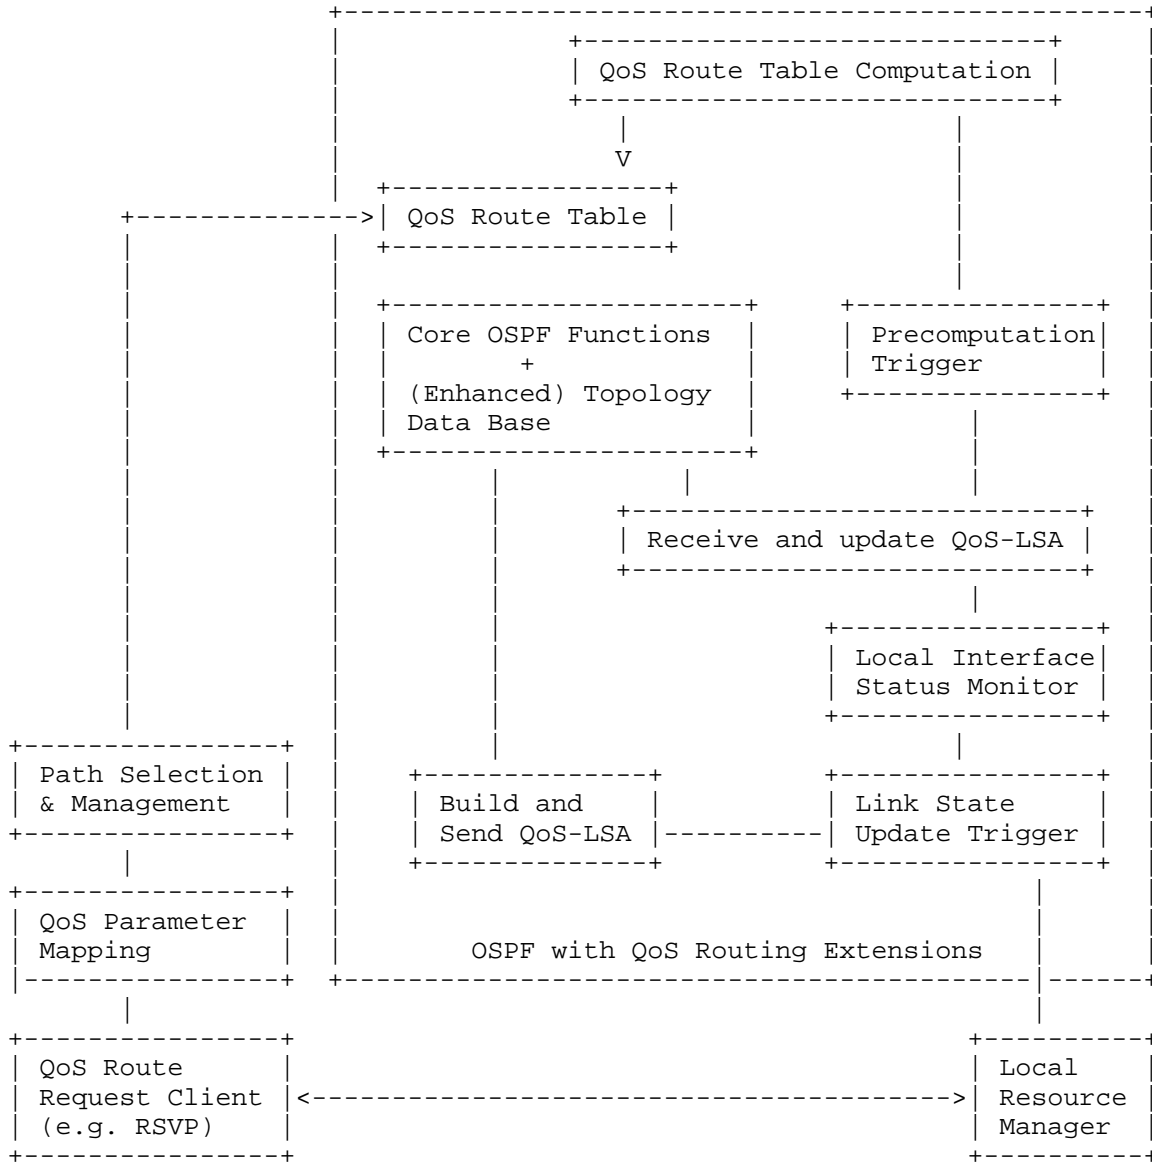 QoS Route Table Computation
V
QoS Route Table
Core OSPF Functions
+
(Enhanced) Topology
Data Base
Precomputation
Trigger
Receive and update QoS-LSA
Local Interface
Status Monitor
Path Selection
& Management
Build and
Send QoS-LSA
Link State
Update Trigger
QoS Parameter
Mapping
OSPF with QoS Routing Extensions
QoS Route
Request Client
(e.g. RSVP)
Local
Resource
Manager